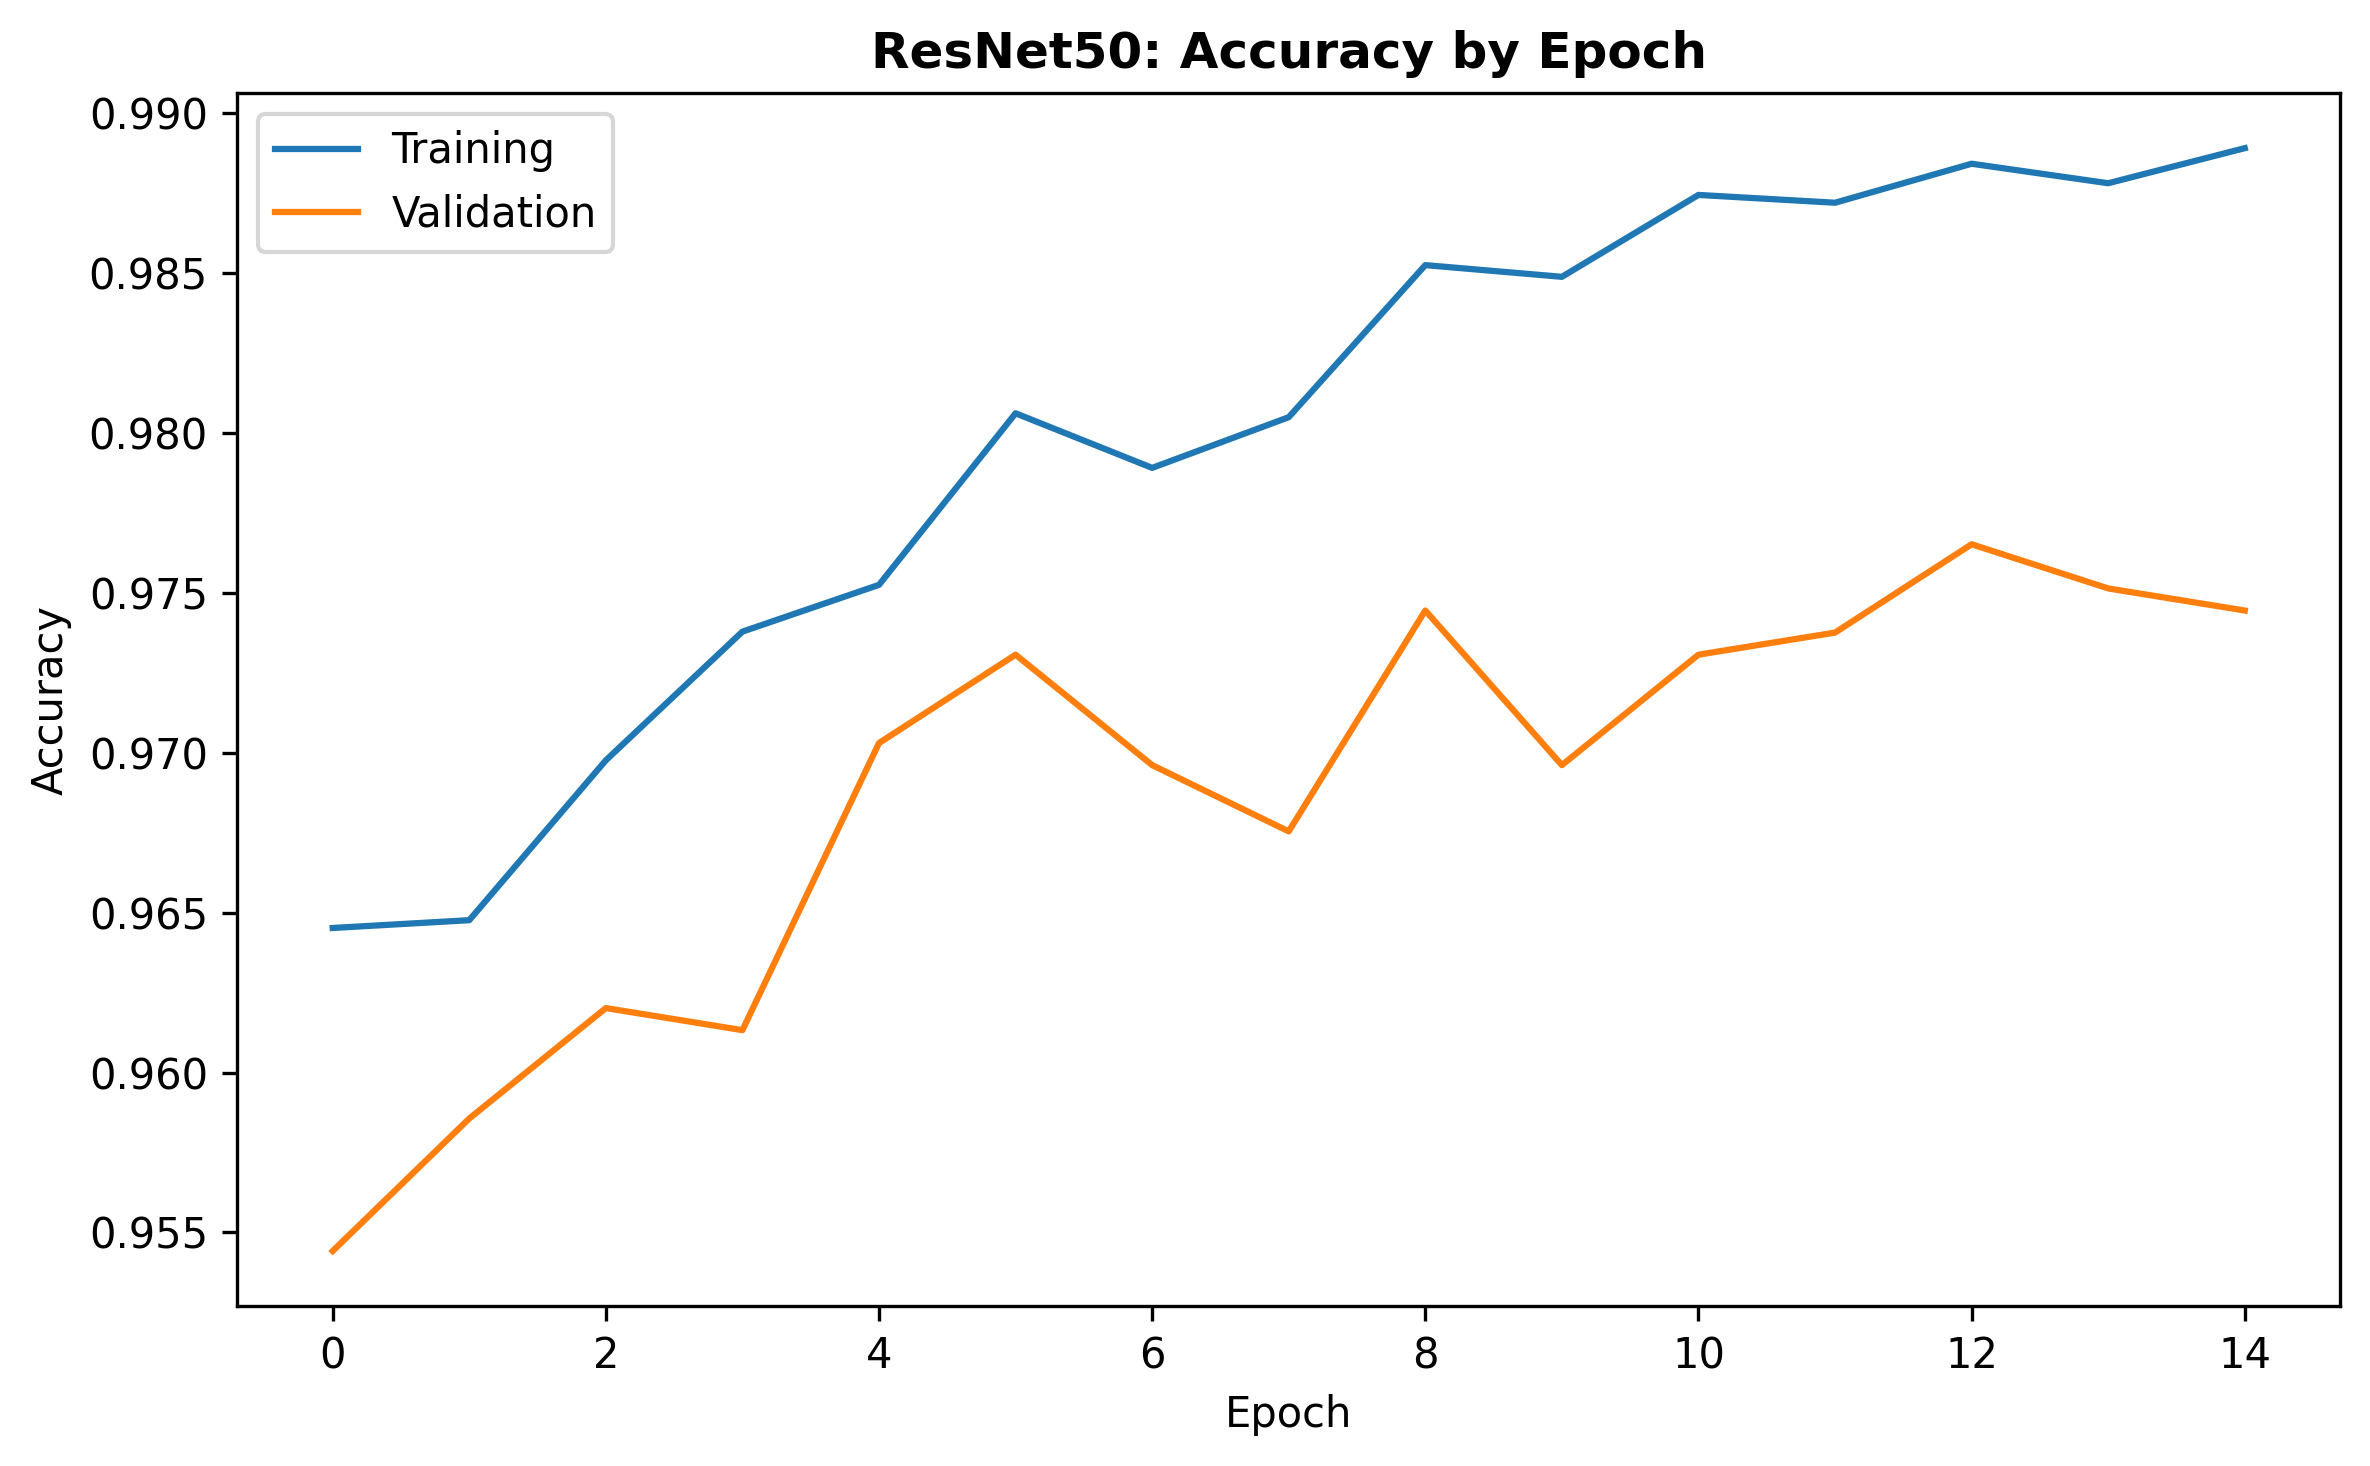 ResNet50: Accuracy by Epoch
Training
Validation
Accuracy
0.990
0.985
0.980
0.975
0.970
0.965
0.960
0.955
0 2 4 6 8 10 12 14
Epoch